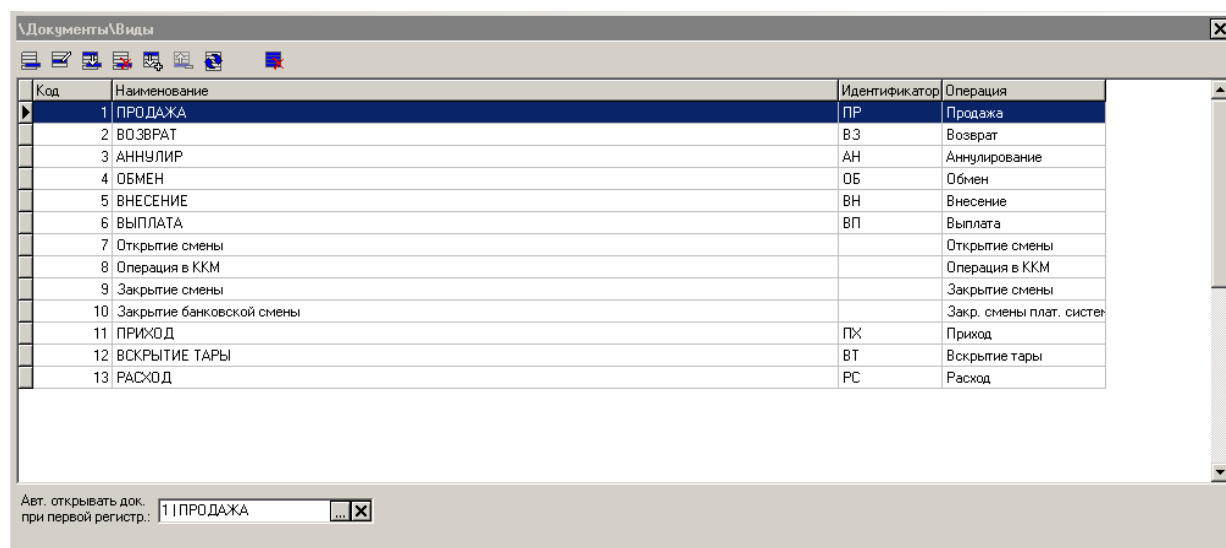 \Документы\Виды
Код Наименование Идентификатор Операция
1 ПРОДАЖА ПР Продажа
2 ВОЗВРАТ ВЗ Возврат
3 АННУЛИР АН Аннулирование
4 ОБМЕН ОБ Обмен
5 ВНЕСЕНИЕ ВН Внесение
6 ВЫПЛАТА ВП Выплата
7 Открытие смены Открытие смены
8 Операция в ККМ Операция в ККМ
9 Закрытие смены Закрытие смены
10 Закрытие банковской смены Закр. смены плат. систем
11 ПРИХОД ПХ Приход
12 ВСКРЫТИЕ ТАРЫ ВТ Вскрытие тары
13 РАСХОД РС Расход
Авт. открывать док.
при первой регистр.: 1 | ПРОДАЖА ...